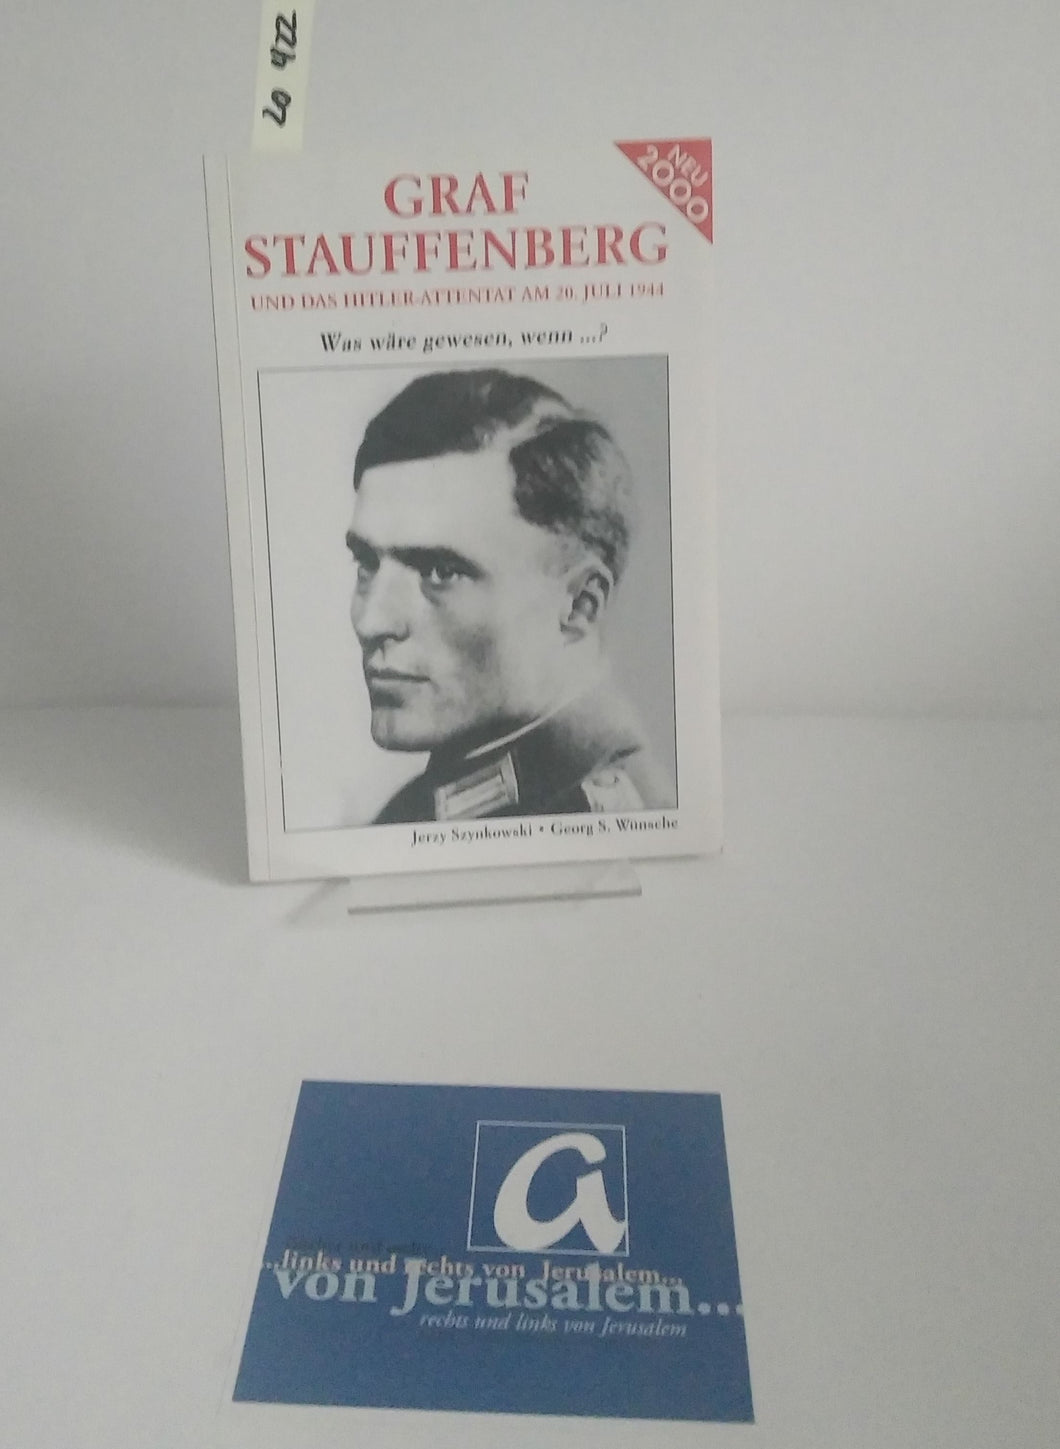 20 422
NEU
2000
GRAF
STAUFFENBERG
UND DAS HITLER-ATTENTAT AM 20. JULI 1944
Was wäre gewesen, wenn ...?
Jerzy Szynkowski • Georg S. Wünsche
a
...links und rechts von Jerusalem...
von Jerusalem...
rechts und links von Jerusalem